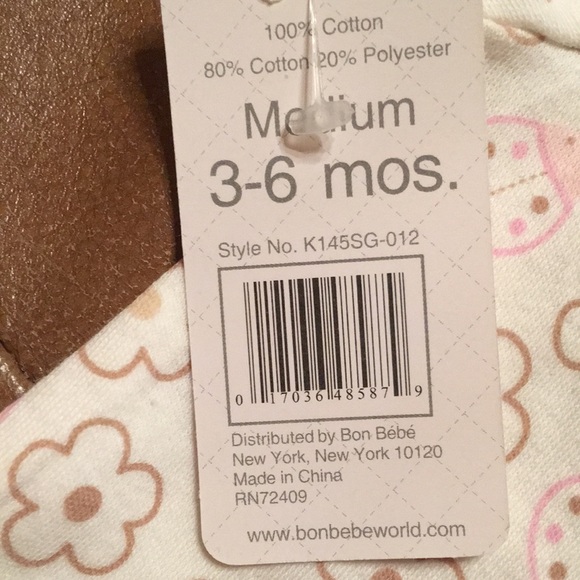 100% Cotton
80% Cotton 20% Polyester
Medium
3-6 mos.
Style No. K145SG-012
0 17036 48587 9
Distributed by Bon Bébé
New York, New York 10120
Made in China
RN72409
www.bonbebeworld.com